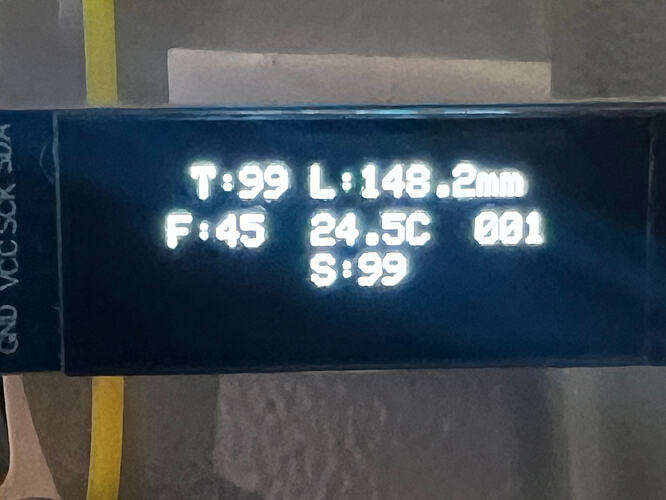 T:99 L:148.2mm
F:45 24.5C 001
S:99
GND VCC SCK SDA